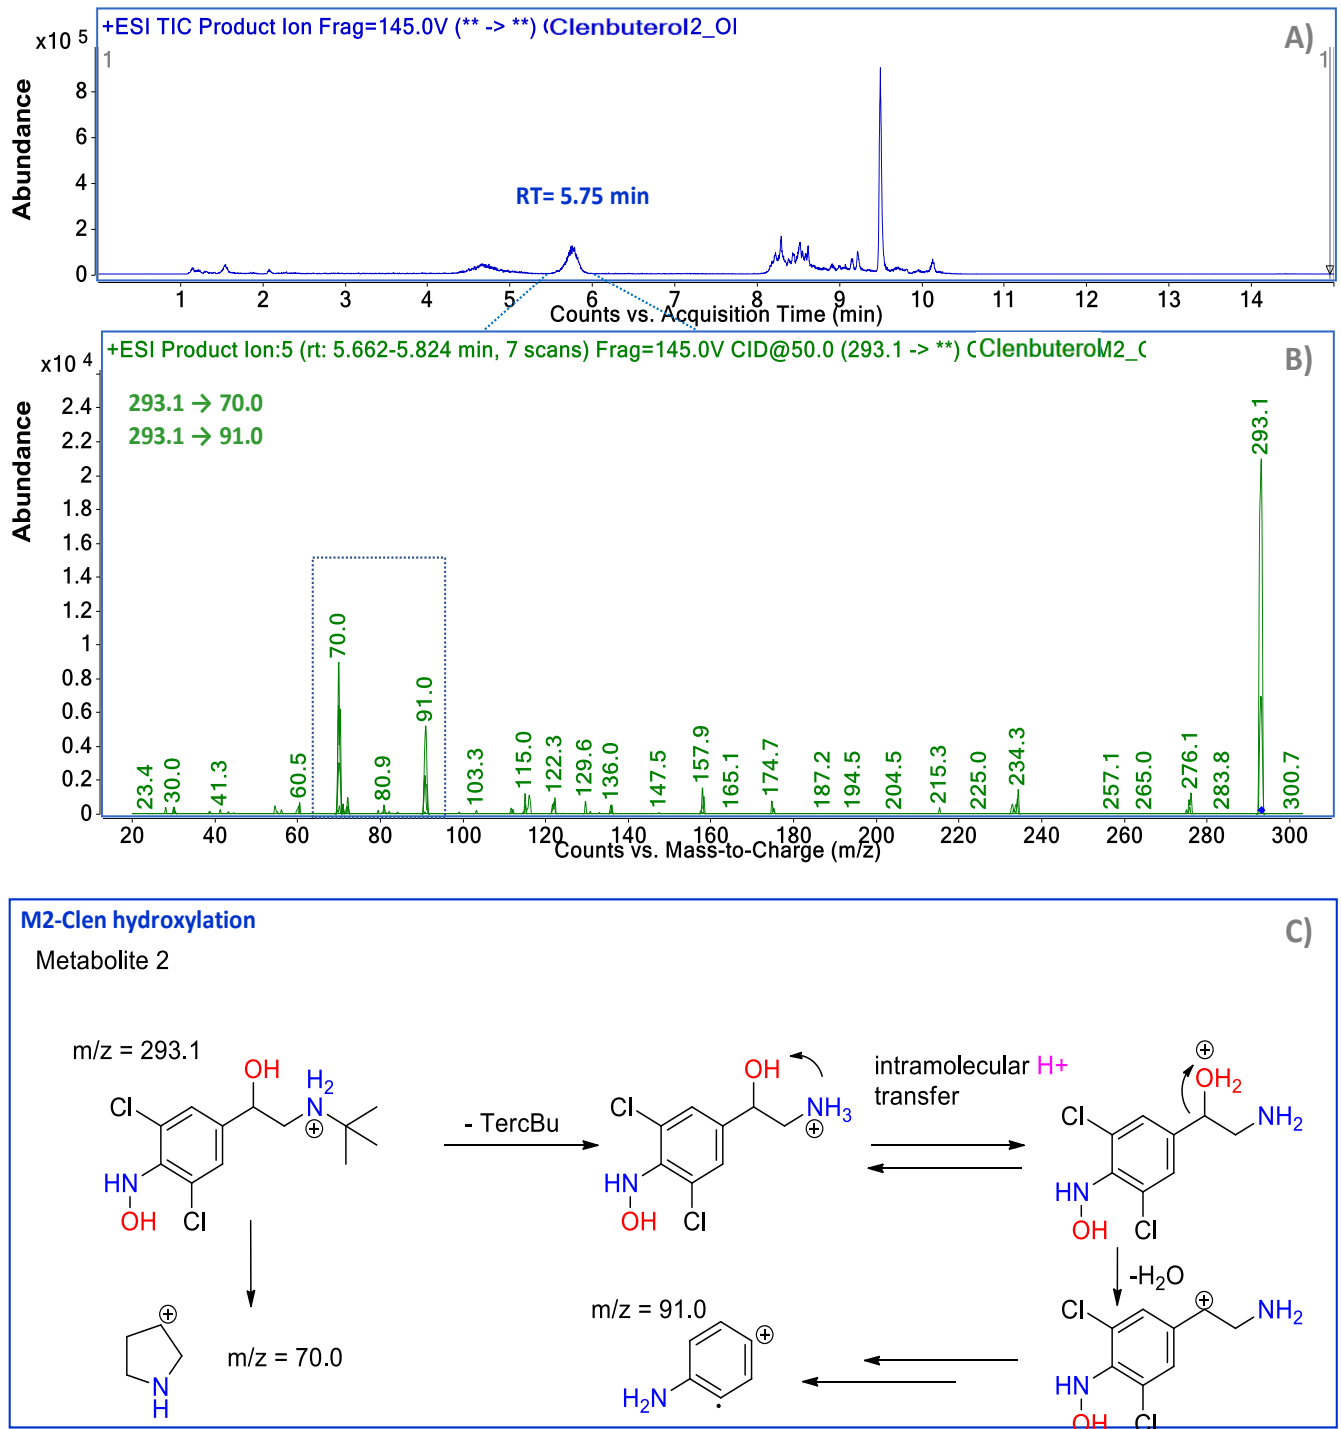 +ESI TIC Product Ion Frag=145.0V (** -> **) (Clenbuterol2_OI
A)
x10 5
1
1
Abundance
8
6
4
2
0
RT= 5.75 min
1 2 3 4 5 6 7 8 9 10 11 12 13 14
Counts vs. Acquisition Time (min)
+ESI Product Ion:5 (rt: 5.662-5.824 min, 7 scans) Frag=145.0V CID@50.0 (293.1 -> **) CClenbuterolM2_C
B)
x10 4
Abundance
293.1 → 70.0
293.1 → 91.0
2.4
2.2
2
1.8
1.6
1.4
1.2
1
0.8
0.6
0.4
0.2
0
23.4 30.0 41.3 60.5 70.0 80.9 91.0 103.3 115.0 122.3 129.6 136.0 147.5 157.9 165.1 174.7 187.2 194.5 204.5 215.3 225.0 234.3 257.1 265.0 276.1 283.8 293.1 300.7
20 40 60 80 100 120 140 160 180 200 220 240 260 280 300
Counts vs. Mass-to-Charge (m/z)
M2-Clen hydroxylation
C)
Metabolite 2
m/z = 293.1
OH
H2
N
Cl
HN
OH
Cl
- TercBu
OH
NH3
Cl
HN
OH
Cl
intramolecular H+
transfer
OH2
NH2
Cl
HN
OH
Cl
-H2O
m/z = 70.0
N
H
m/z = 91.0
H2N
Cl
NH2
HN
OH
Cl